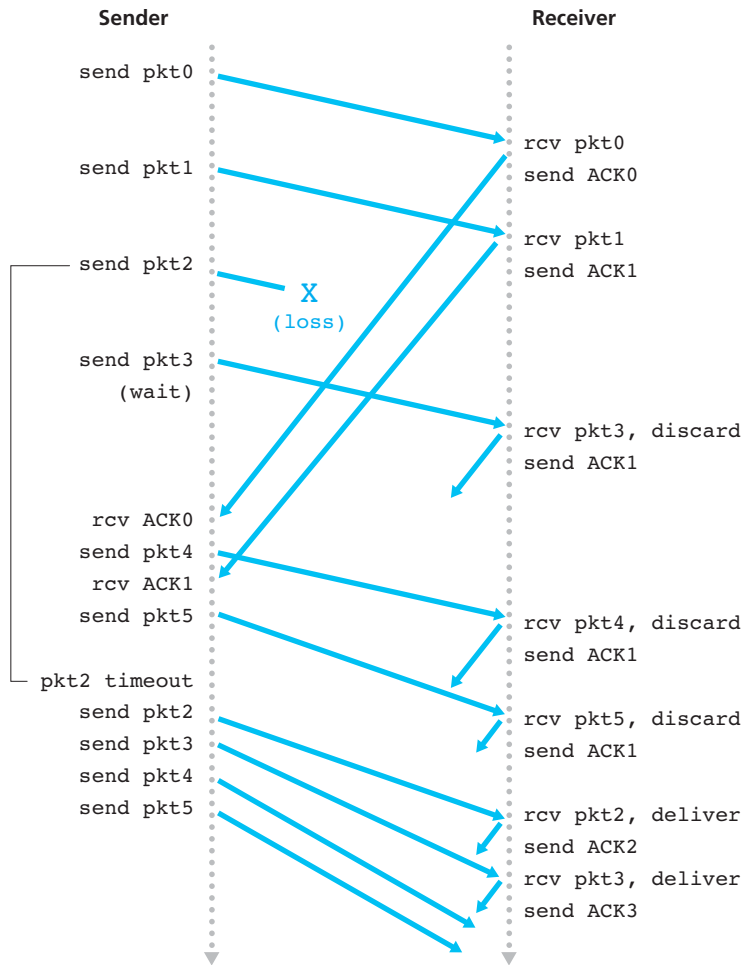 Sender
Receiver
send pkt0
rcv pkt0
send ACK0
send pkt1
rcv pkt1
send ACK1
send pkt2
X
(loss)
send pkt3
(wait)
rcv pkt3, discard
send ACK1
rcv ACK0
send pkt4
rcv ACK1
send pkt5
rcv pkt4, discard
send ACK1
pkt2 timeout
send pkt2
send pkt3
send pkt4
send pkt5
rcv pkt5, discard
send ACK1
rcv pkt2, deliver
send ACK2
rcv pkt3, deliver
send ACK3